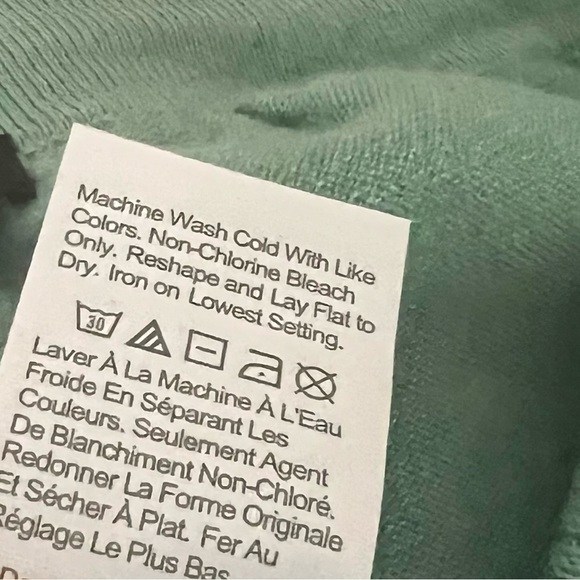 Machine Wash Cold With Like
Colors. Non-Chlorine Bleach
Only. Reshape and Lay Flat to
Dry. Iron on Lowest Setting.
30
Laver À La Machine À L'Eau
Froide En Séparant Les
Couleurs. Seulement Agent
De Blanchiment Non-Chloré.
Redonner La Forme Originale
Et Sécher À Plat. Fer Au
Réglage Le Plus Bas